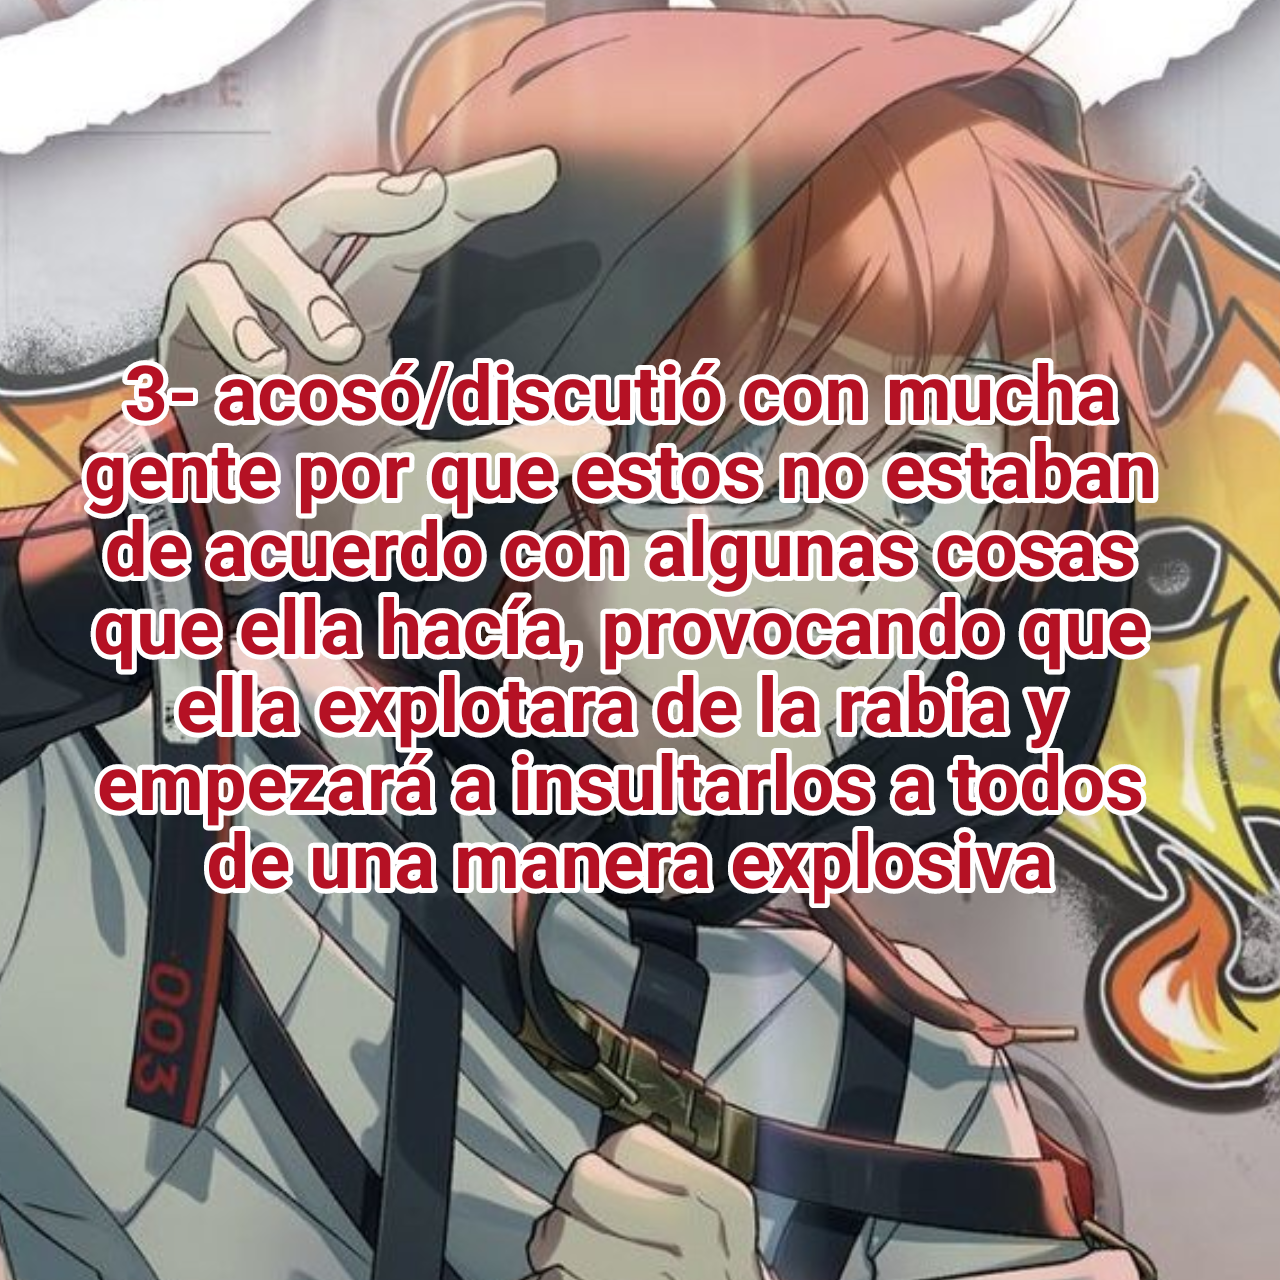 3- acosó/discutió con mucha
gente por que estos no estaban
de acuerdo con algunas cosas
que ella hacía, provocando que
ella explotara de la rabia y
empezará a insultarlos a todos
de una manera explosiva
003